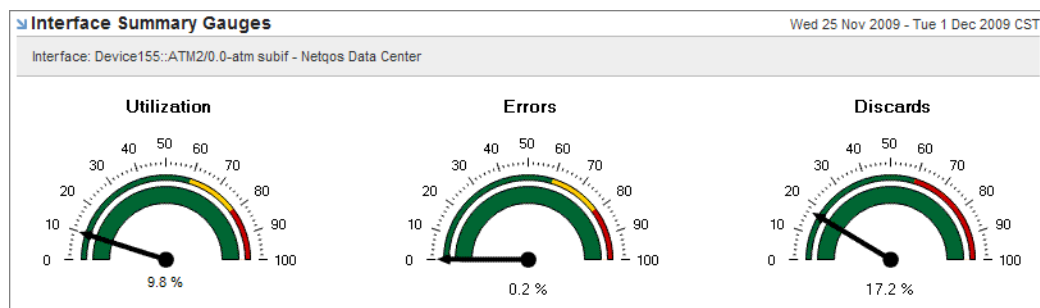 Interface Summary Gauges Wed 25 Nov 2009 - Tue 1 Dec 2009 CST
Interface: Device155::ATM2/0.0-atm subif - Netqos Data Center
Utilization Errors Discards
0 10 20 30 40 50 60 70 80 90 100
0 10 20 30 40 50 60 70 80 90 100
0 10 20 30 40 50 60 70 80 90 100
9.8 % 0.2 % 17.2 %